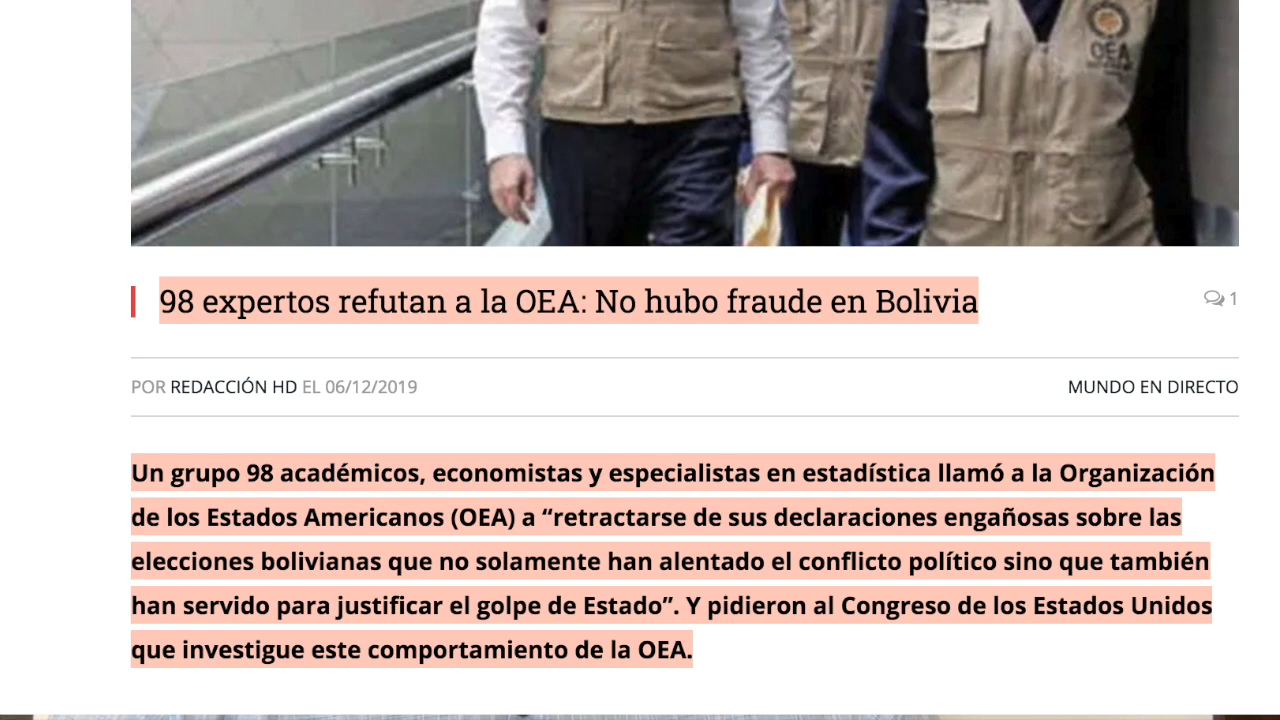 OEA
98 expertos refutan a la OEA: No hubo fraude en Bolivia
1
POR REDACCIÓN HD EL 06/12/2019
MUNDO EN DIRECTO
Un grupo 98 académicos, economistas y especialistas en estadística llamó a la Organización
de los Estados Americanos (OEA) a “retractarse de sus declaraciones engañosas sobre las
elecciones bolivianas que no solamente han alentado el conflicto político sino que también
han servido para justificar el golpe de Estado”. Y pidieron al Congreso de los Estados Unidos
que investigue este comportamiento de la OEA.